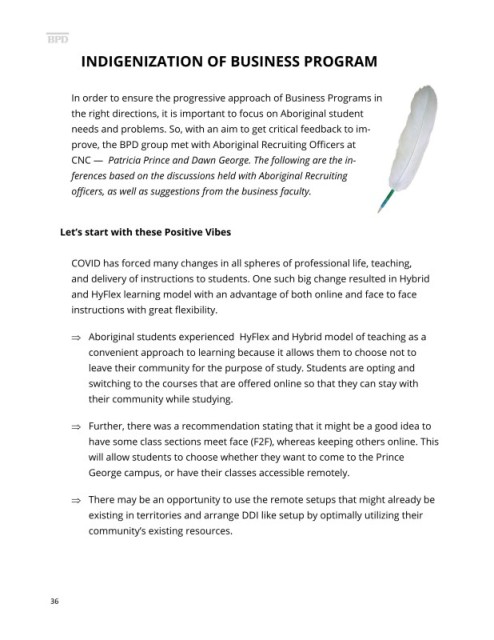 BPD
INDIGENIZATION OF BUSINESS PROGRAM
In order to ensure the progressive approach of Business Programs in
the right directions, it is important to focus on Aboriginal student
needs and problems. So, with an aim to get critical feedback to im-
prove, the BPD group met with Aboriginal Recruiting Officers at
CNC — Patricia Prince and Dawn George. The following are the in-
ferences based on the discussions held with Aboriginal Recruiting
officers, as well as suggestions from the business faculty.
Let's start with these Positive Vibes
COVID has forced many changes in all spheres of professional life, teaching,
and delivery of instructions to students. One such big change resulted in Hybrid
and HyFlex learning model with an advantage of both online and face to face
instructions with great flexibility.
⇒ Aboriginal students experienced HyFlex and Hybrid model of teaching as a
convenient approach to learning because it allows them to choose not to
leave their community for the purpose of study. Students are opting and
switching to the courses that are offered online so that they can stay with
their community while studying.
⇒ Further, there was a recommendation stating that it might be a good idea to
have some class sections meet face (F2F), whereas keeping others online. This
will allow students to choose whether they want to come to the Prince
George campus, or have their classes accessible remotely.
⇒ There may be an opportunity to use the remote setups that might already be
existing in territories and arrange DDI like setup by optimally utilizing their
community's existing resources.
36